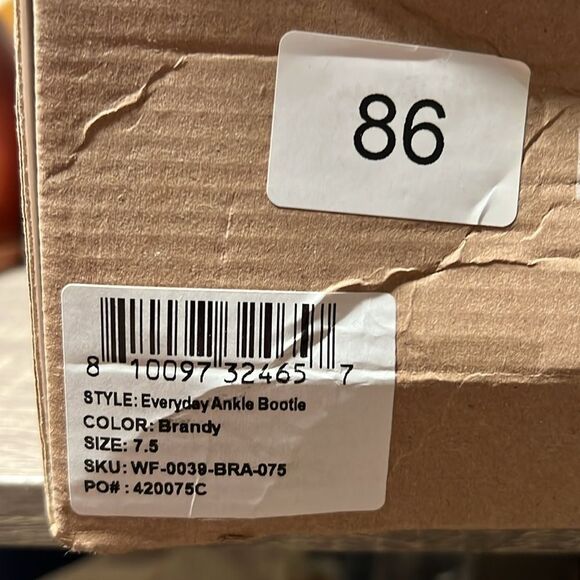 86
8 10097 32465 7
STYLE: Everyday Ankle Bootie
COLOR: Brandy
SIZE: 7.5
SKU: WF-0039-BRA-075
PO# : 420075C